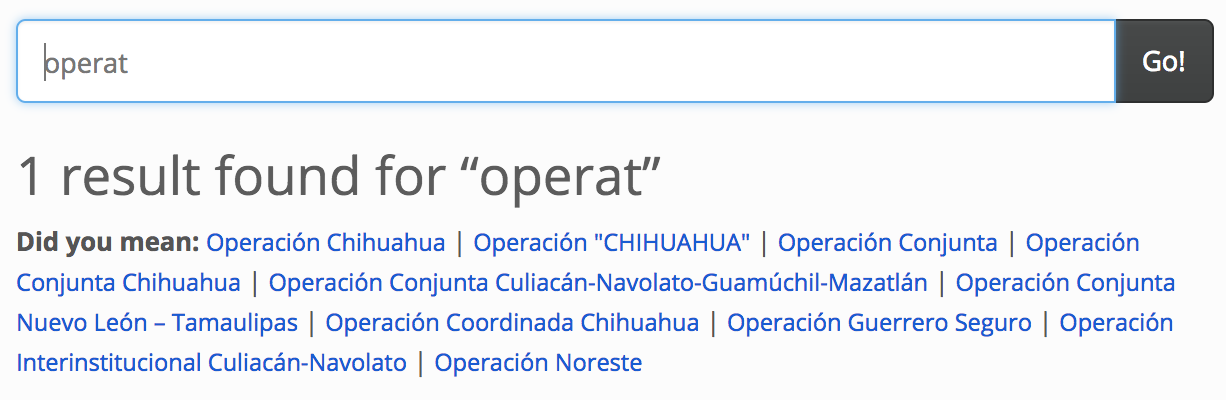 operat
Go!
1 result found for “operat”
Did you mean: Operación Chihuahua | Operación "CHIHUAHUA" | Operación Conjunta | Operación
Conjunta Chihuahua | Operación Conjunta Culiacán-Navolato-Guamúchil-Mazatlán | Operación Conjunta
Nuevo León – Tamaulipas | Operación Coordinada Chihuahua | Operación Guerrero Seguro | Operación
Interinstitucional Culiacán-Navolato | Operación Noreste